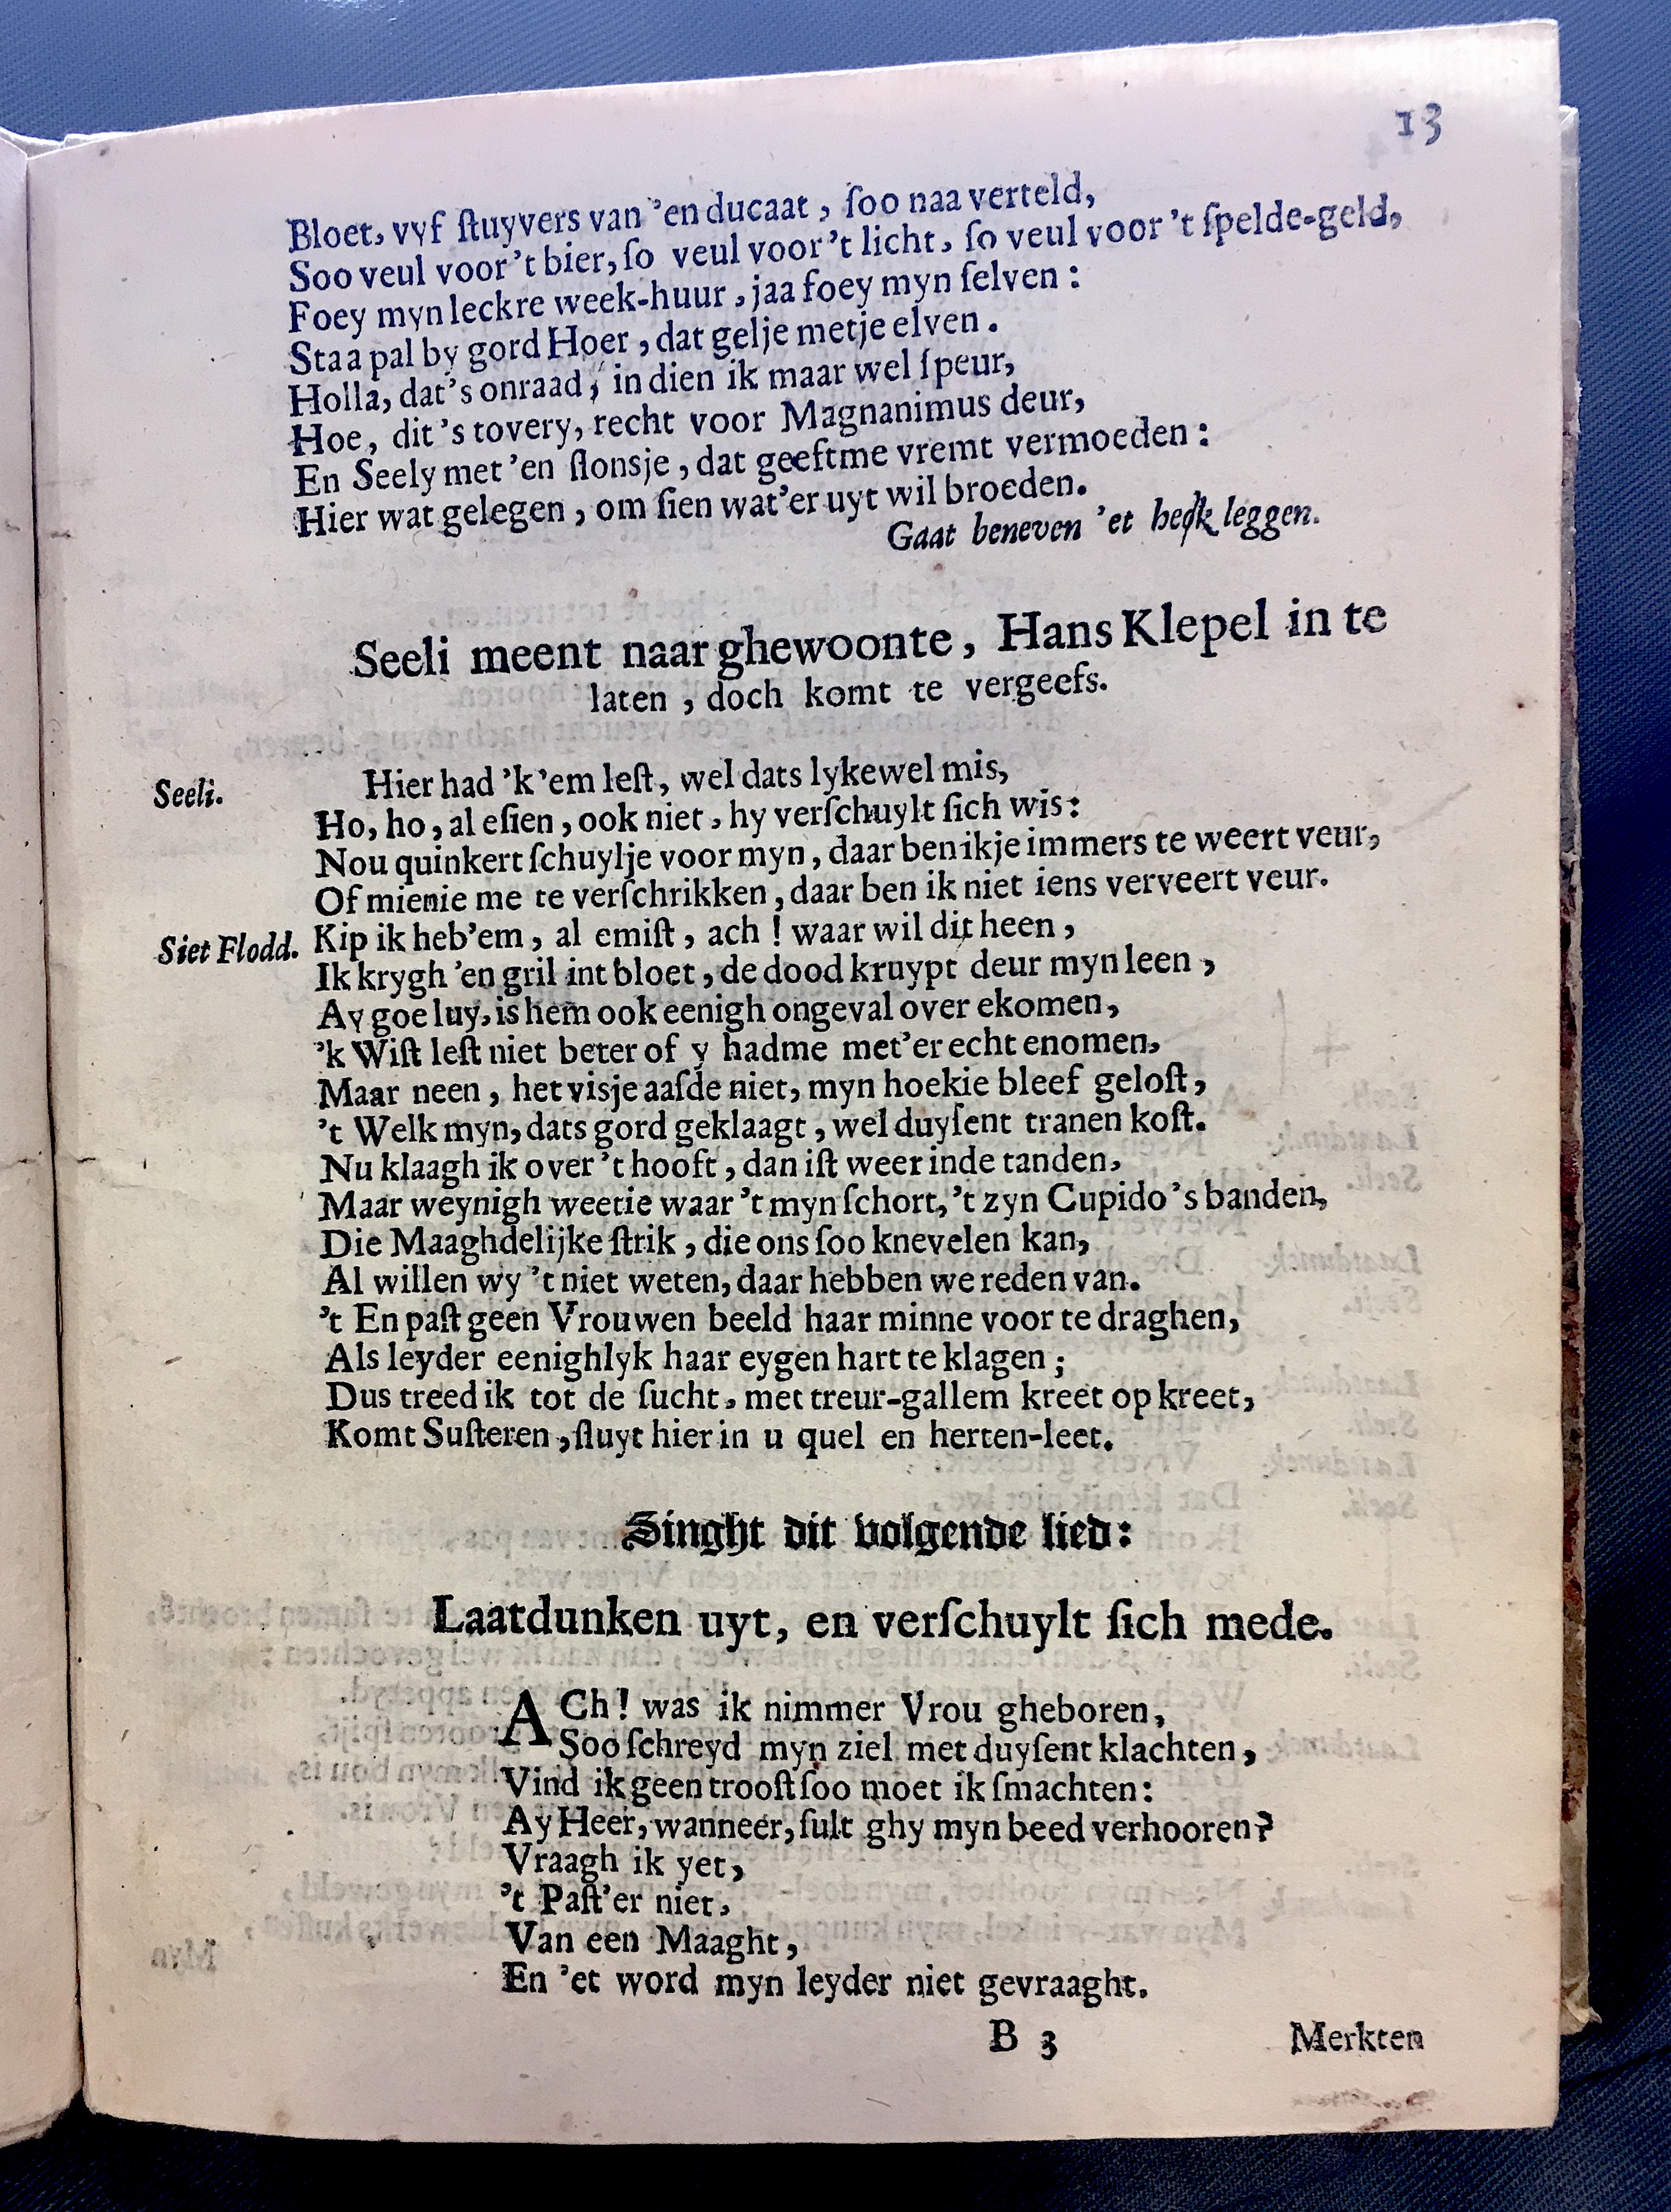 13
Bloet, vyf ſtuyvers van 'en ducaat, ſoo naa verteld,
Soo veul voor 't bier, ſo veul voor 't licht, ſo veul voor 't ſpelde-geld,
Foey myn leckre week-huur, jaa foey myn ſelven:
Staa pal by gord Hoer, dat gelje metje elven.
Holla, dat's onraad, in dien ik maar wel ſpeur,
Hoe, dit 's tovery, recht voor Magnanimus deur,
En Seely met 'en ſlonsje, dat geeftme vremt vermoeden:
Hier wat gelegen, om ſien wat'er uyt wil broeden.
Gaat beneven 'et heck leggen.
Seeli meent naar ghewoonte, Hans Klepel in te
laten, doch komt te vergeefs.
Seeli. Hier had 'k 'em leſt, wel dats lykewel mis,
Ho, ho, al eſien, ook niet, hy verſchuylt ſich wis:
Nou quinkert ſchuylje voor myn, daar ben ikje immers te weert veur,
Of mienie me te verſchrikken, daar ben ik niet iens verveert veur.
Siet Flodd. Kip ik heb'em, al emiſt, ach! waar wil dit heen,
Ik krygh 'en gril int bloet, de dood kruypt deur myn leen,
Ay goe luy, is hem ook eenigh ongeval over ekomen,
'k Wiſt leſt niet beter of y hadme met'er echt enomen,
Maar neen, het visje aaſde niet, myn hoekie bleef geloſt,
't Welk myn, dats gord geklaagt, wel duyſent tranen koſt.
Nu klaagh ik over 't hooft, dan iſt weer inde tanden,
Maar weynigh weetie waar 't myn ſchort, 't zyn Cupido's banden,
Die Maaghdelijke ſtrik, die ons ſoo knevelen kan,
Al willen wy 't niet weten, daar hebben we reden van.
't En paſt geen Vrouwen beeld haar minne voor te draghen,
Als leyder eenighlyk haar eygen hart te klagen;
Dus treed ik tot de ſucht, met treur-gallem kreet op kreet,
Komt Suſteren, ſluyt hier in u quel en herten-leet.
Singht dit volgende lied:
Laatdunken uyt, en verſchuylt ſich mede.
ACh! was ik nimmer Vrou gheboren,
Soo ſchreyd myn ziel met duyſent klachten,
Vind ik geen trooſt ſoo moet ik ſmachten:
Ay Heer, wanneer, ſult ghy myn beed verhooren?
Vraagh ik yet,
't Paſt'er niet,
Van een Maaght,
En 'et word myn leyder niet gevraaght.
B 3 Merkten